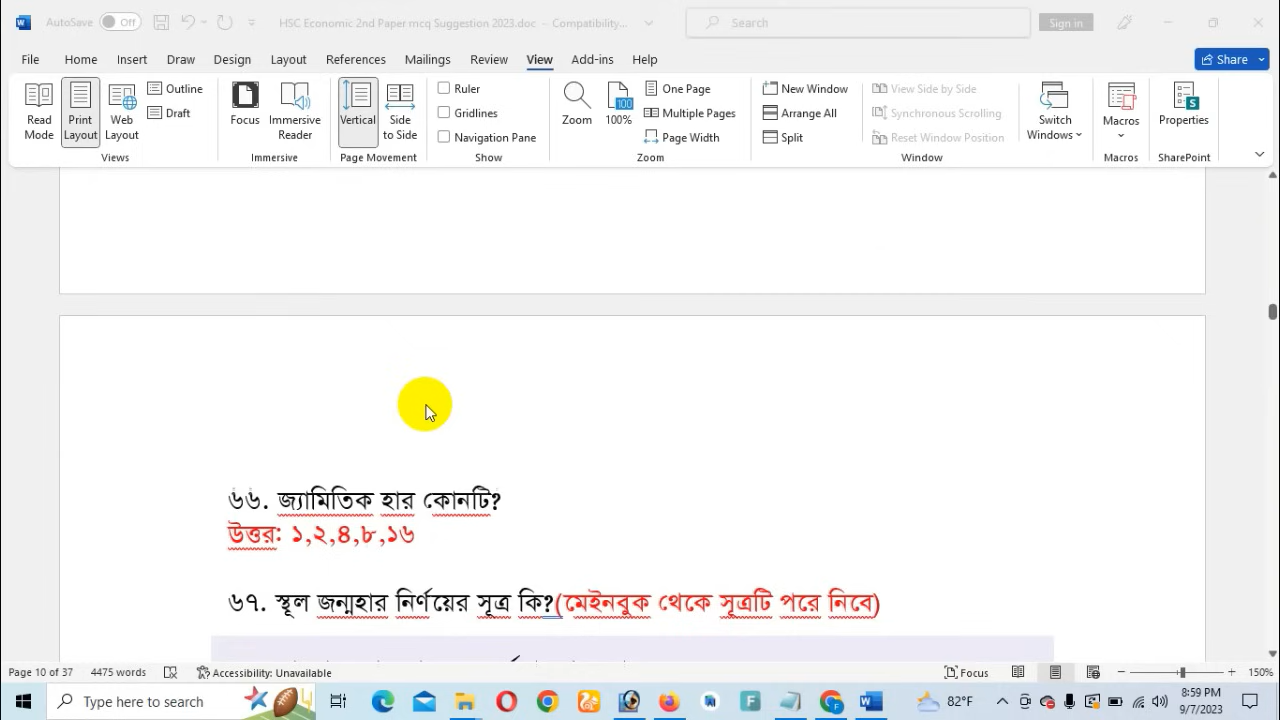 AutoSave Off HSC Economic 2nd Paper mcq Suggestion 2023.doc – Compatibility... Search Sign in
File Home Insert Draw Design Layout References Mailings Review View Add-ins Help Share
Read Mode
Print Layout
Web Layout
Outline
Draft
Views
Focus
Immersive Reader
Immersive
Vertical
Side to Side
Page Movement
Ruler
Gridlines
Navigation Pane
Show
Zoom
100
100%
One Page
Multiple Pages
Page Width
Zoom
New Window
Arrange All
Split
View Side by Side
Synchronous Scrolling
Reset Window Position
Switch Windows
Window
Macros
Macros
Properties
SharePoint
৬৬. জ্যামিতিক হার কোনটি?
উত্তর: ১,২,৪,৮,১৬
৬৭. স্থূল জন্মহার নির্ণয়ের সূত্র কি?(মেইনবুক থেকে সূত্রটি পরে নিবে)
Page 10 of 37 4475 words Accessibility: Unavailable Focus 150%
Type here to search 82°F 8:59 PM
9/7/2023